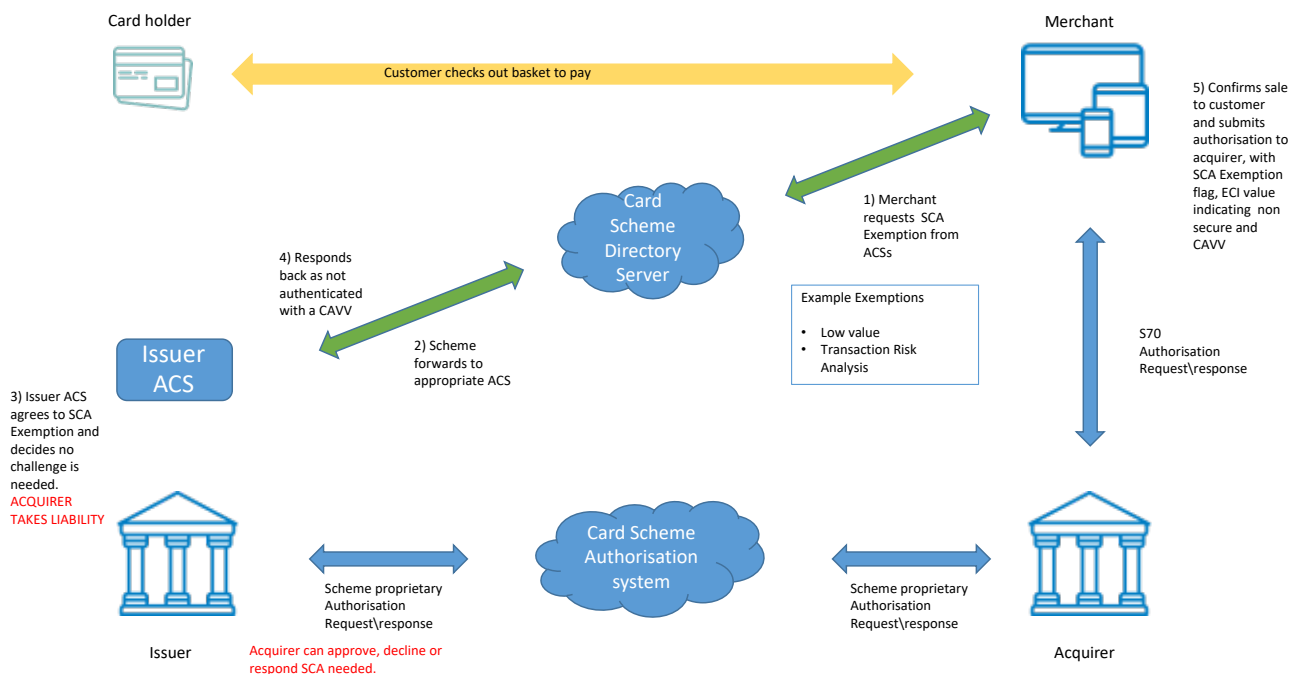 Card holder
Merchant
Customer checks out basket to pay
5) Confirms sale
to customer
and submits
authorisation to
acquirer, with
SCA Exemption
flag, ECI value
indicating non
secure and
CAVV
Card
Scheme
Directory
Server
1) Merchant
requests  SCA
Exemption from
ACSs
4) Responds
back as not
authenticated
with a CAVV
Example Exemptions
• Low value
• Transaction Risk
Analysis
2) Scheme
forwards to
appropriate ACS
S70
Authorisation
Request\response
Issuer
ACS
3) Issuer ACS
agrees to SCA
Exemption and
decides no
challenge is
needed.
ACQUIRER
TAKES LIABILITY
Card Scheme
Authorisation
system
Scheme proprietary
Authorisation
Request\response
Scheme proprietary
Authorisation
Request\response
Issuer
Acquirer can approve, decline or
respond SCA needed.
Acquirer